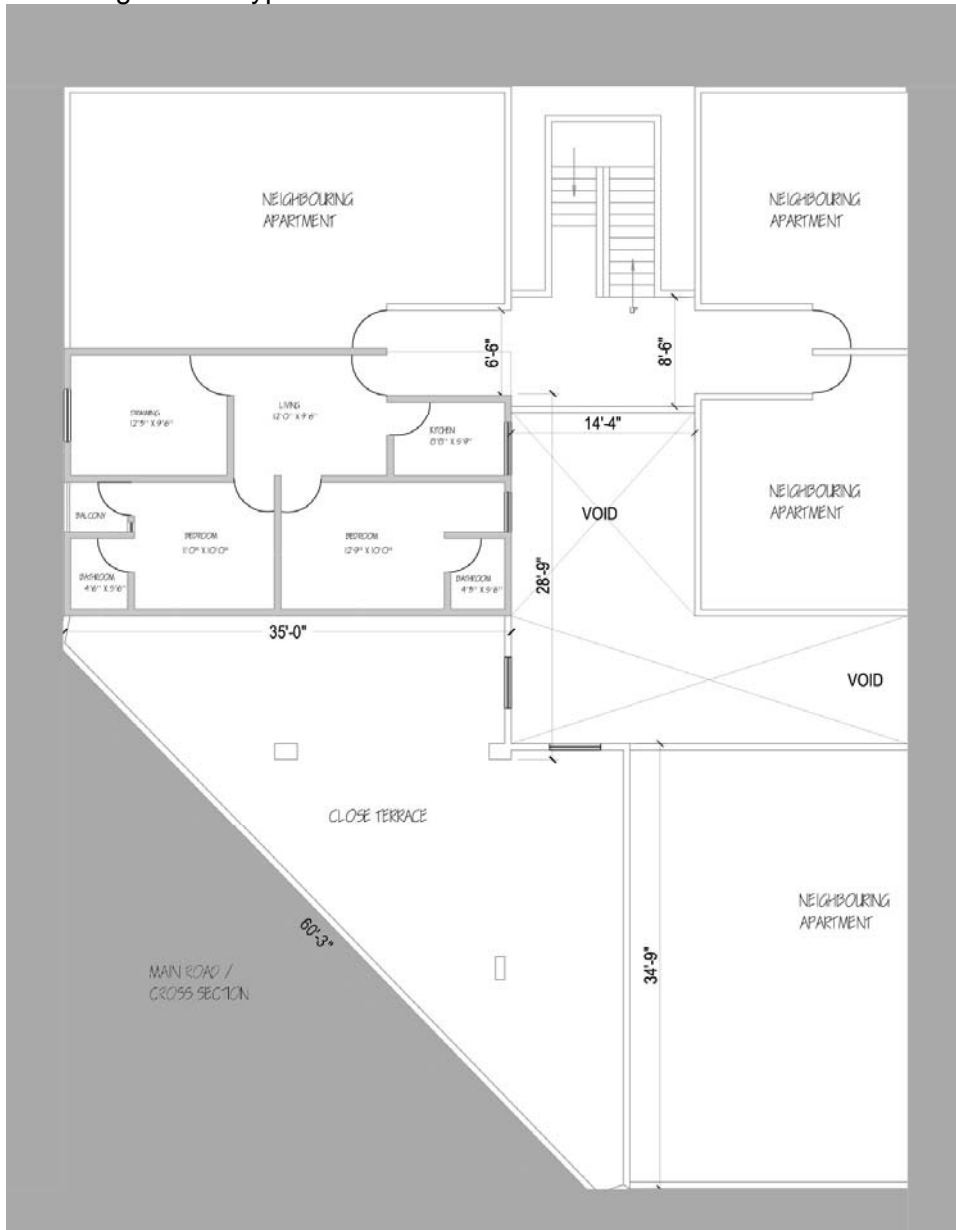 NEIGHBOURING
APARTMENT
NEIGHBOURING
APARTMENT
6'-6"
8'-6"
LIVING
12'0" X 9'6"
12'3" X 9'6"
KITCHEN
14'-4"
NEIGHBOURING
APARTMENT
VOID
BALCONY
BEDROOM
11'0" X 10'0"
BEDROOM
12'9" X 10'0"
28'-9"
BATHROOM
4'6" X 5'6"
BATHROOM
35'-0"
VOID
CLOSE TERRACE
NEIGHBOURING
APARTMENT
60'-3"
34'-9"
MAIN ROAD /
CROSS SECTION